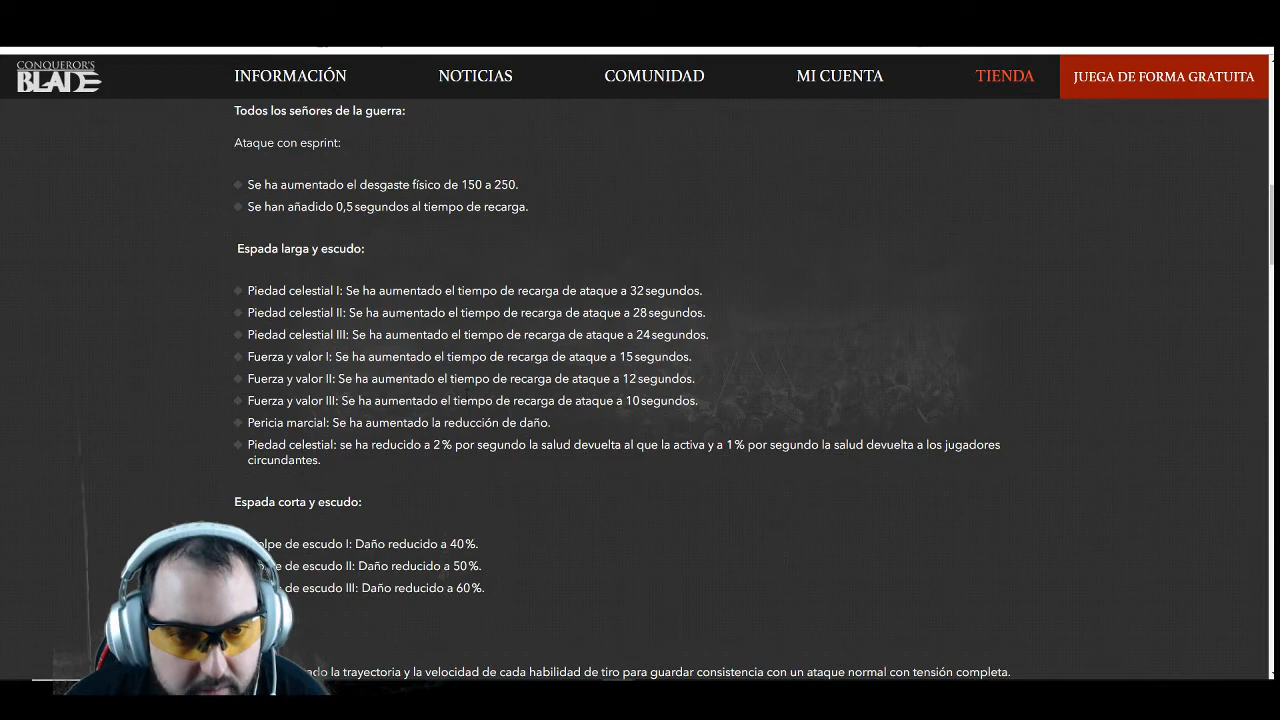 CONQUEROR'S
BLADE
INFORMACIÓN
NOTICIAS
COMUNIDAD
MI CUENTA
TIENDA
JUEGA DE FORMA GRATUITA
Todos los señores de la guerra:
Ataque con esprint:
Se ha aumentado el desgaste físico de 150 a 250.
Se han añadido 0,5 segundos al tiempo de recarga.
Espada larga y escudo:
Piedad celestial I: Se ha aumentado el tiempo de recarga de ataque a 32 segundos.
Piedad celestial II: Se ha aumentado el tiempo de recarga de ataque a 28 segundos.
Piedad celestial III: Se ha aumentado el tiempo de recarga de ataque a 24 segundos.
Fuerza y valor I: Se ha aumentado el tiempo de recarga de ataque a 15 segundos.
Fuerza y valor II: Se ha aumentado el tiempo de recarga de ataque a 12 segundos.
Fuerza y valor III: Se ha aumentado el tiempo de recarga de ataque a 10 segundos.
Pericia marcial: Se ha aumentado la reducción de daño.
Piedad celestial: se ha reducido a 2 % por segundo la salud devuelta al que la activa y a 1 % por segundo la salud devuelta a los jugadores
circundantes.
Espada corta y escudo:
de escudo I: Daño reducido a 40 %.
de escudo II: Daño reducido a 50 %.
de escudo III: Daño reducido a 60 %.
la trayectoria y la velocidad de cada habilidad de tiro para guardar consistencia con un ataque normal con tensión completa.